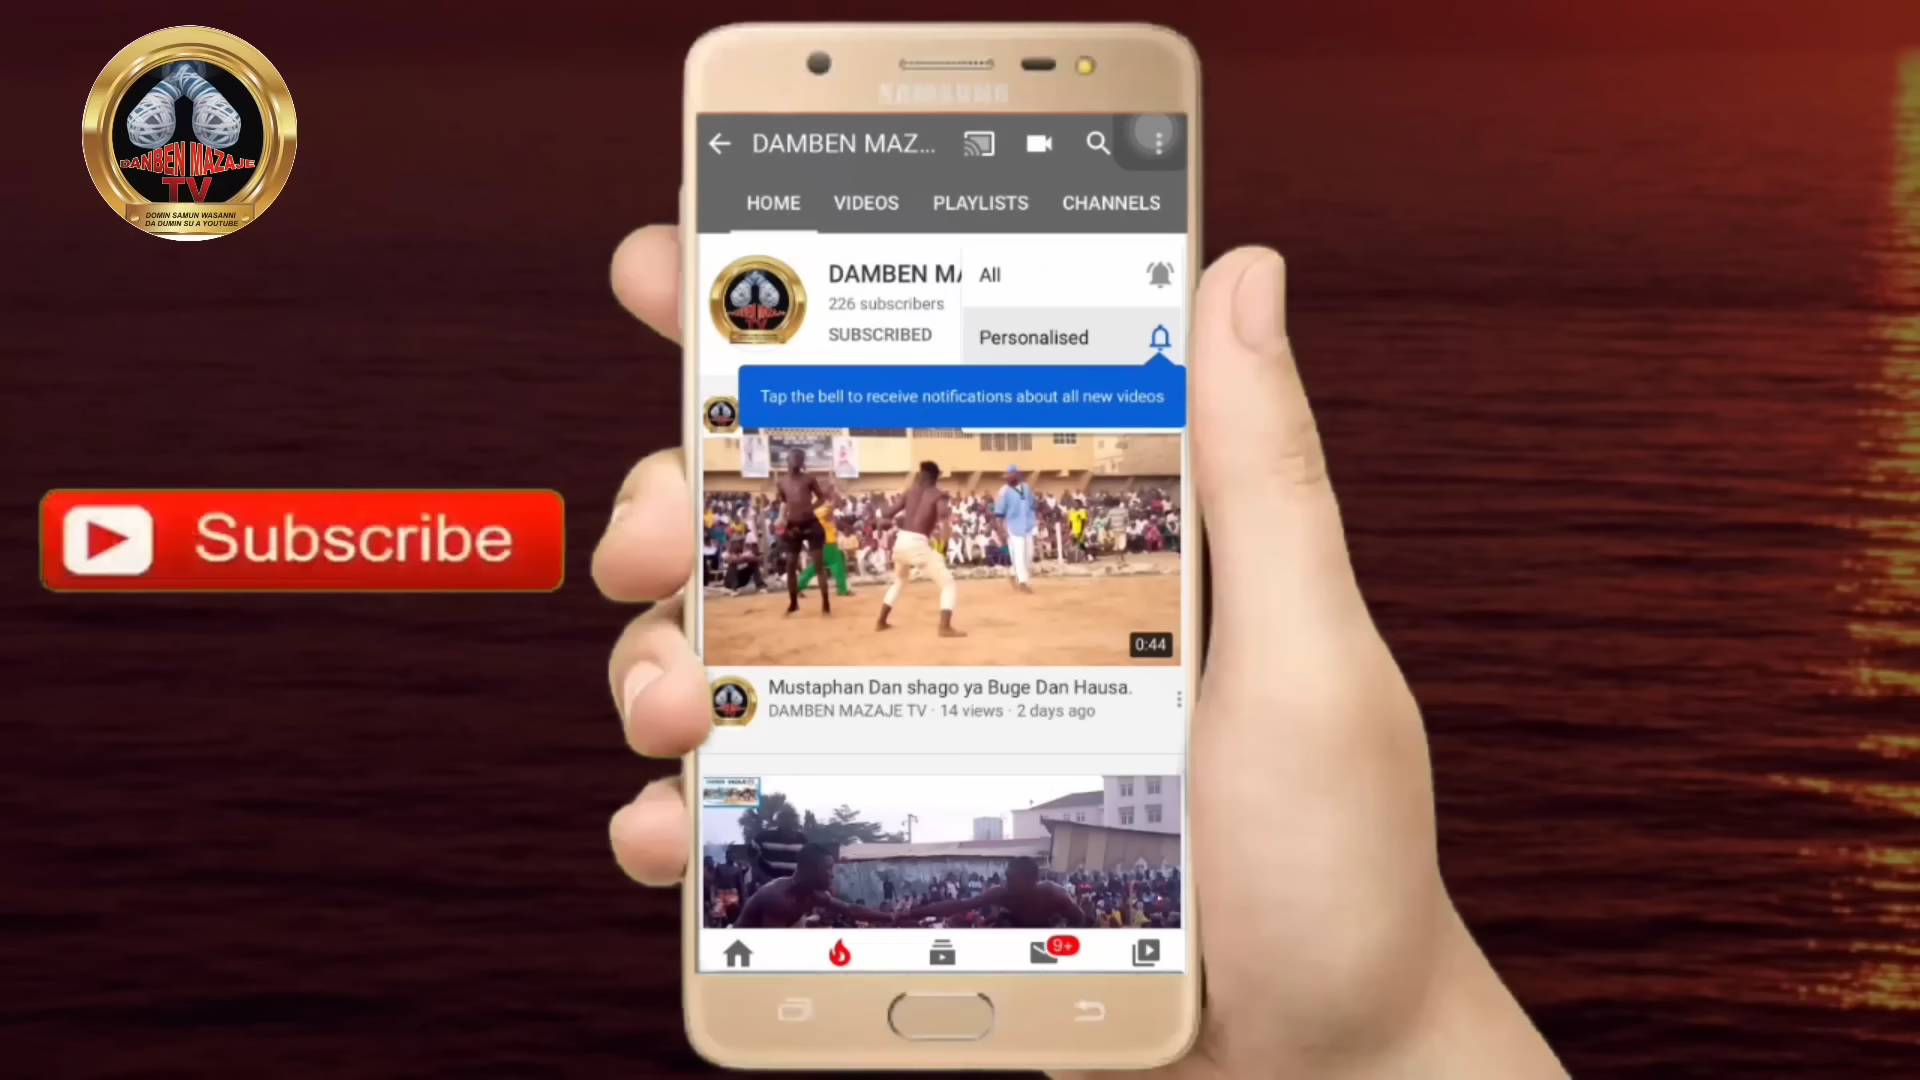 DANBEN MAZAJE
TV
DOMIN SAMUN WASANNI
DA DUMIN SU A YOUTUBE
Subscribe
SAMSUNG
DAMBEN MAZ...
HOME VIDEOS PLAYLISTS CHANNELS
DAMBEN MA
226 subscribers
SUBSCRIBED
All
Personalised
Tap the bell to receive notifications about all new videos
0:44
Mustaphan Dan shago ya Buge Dan Hausa.
DAMBEN MAZAJE TV · 14 views · 2 days ago
9+